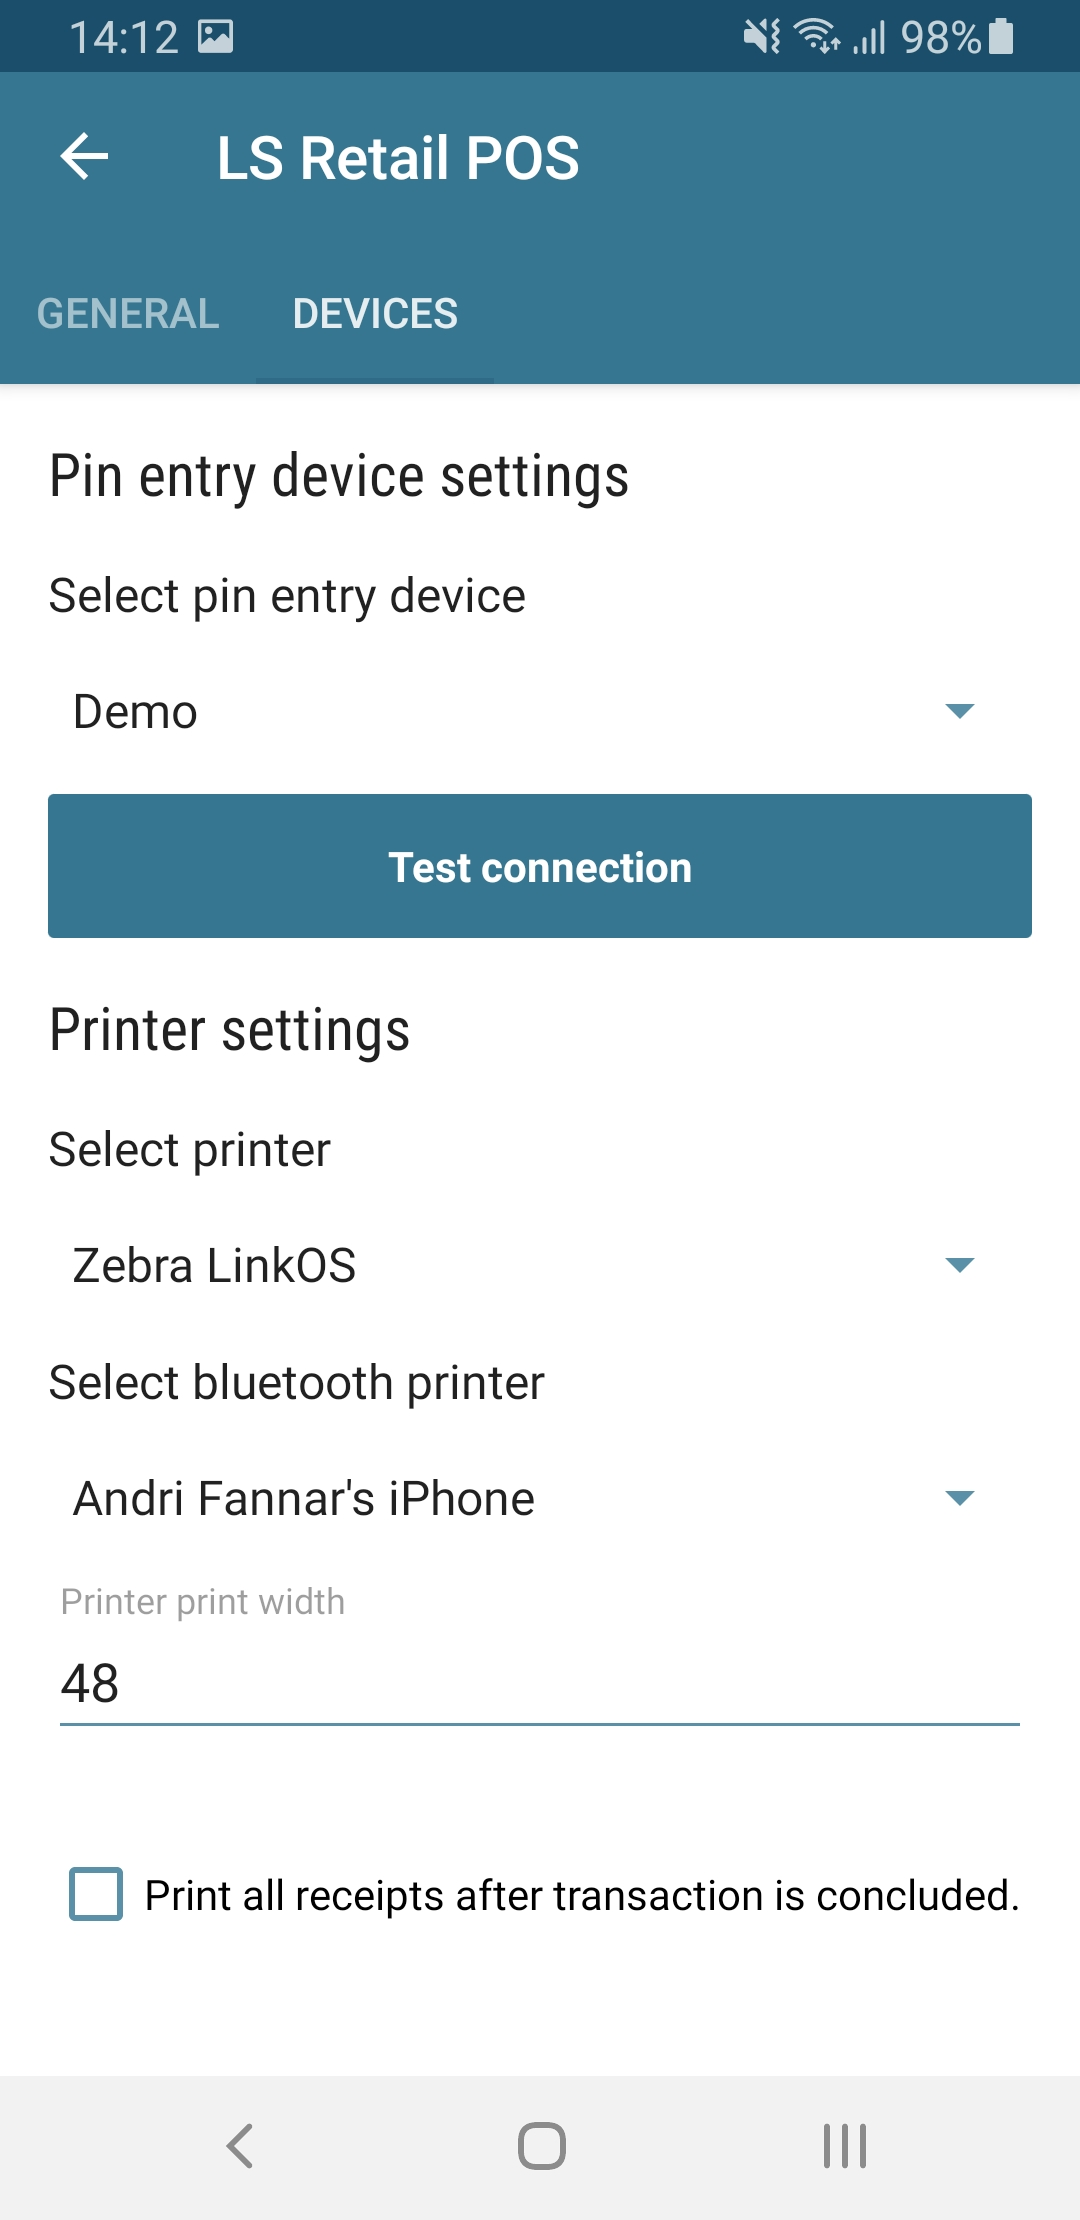 14:12 98%
LS Retail POS
GENERAL DEVICES
Pin entry device settings
Select pin entry device
Demo
Test connection
Printer settings
Select printer
Zebra LinkOS
Select bluetooth printer
Andri Fannar's iPhone
Printer print width
48
Print all receipts after transaction is concluded.